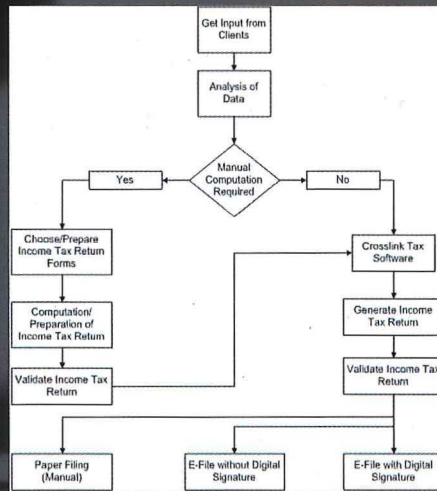 Get Input from
Clients
Analysis of
Data
Manual
Computation
Required
Yes
No
Choose/Prepare
Income Tax Return
Forms
Crosslink Tax
Software
Computation/
Preparation of
Income Tax Return
Generate Income
Tax Return
Validate Income Tax
Return
Validate Income Tax
Return
Paper Filing
(Manual)
E-File without Digital
Signature
E-File with Digital
Signature